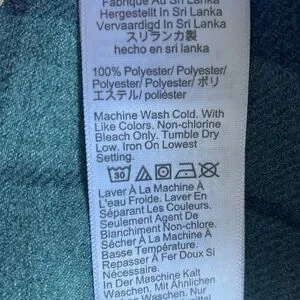 Fabriqué Au Sri Lanka
Hergestellt In Sri Lanka
Vervaardigd In Sri Lanka
スリランカ製
hecho en sri lanka
100% Polyester/ Polyester/
Polyester/ Polyester/ ポリ
エステル/ poliéster
Machine Wash Cold. With
Like Colors. Non-chlorine
Bleach Only. Tumble Dry
Low. Iron On Lowest
Setting.
30
Laver À La Machine À
L'eau Froide. Laver En
Séparant Les Couleurs.
Seulement Agent De
Blanchiment Non-chlore.
Sécher À La Machine À
Basse Température.
Repasser À Fer Doux Si
Nécessaire.
In Der Maschine Kalt
Waschen, Mit Ähnlichen
Waschen. Nur